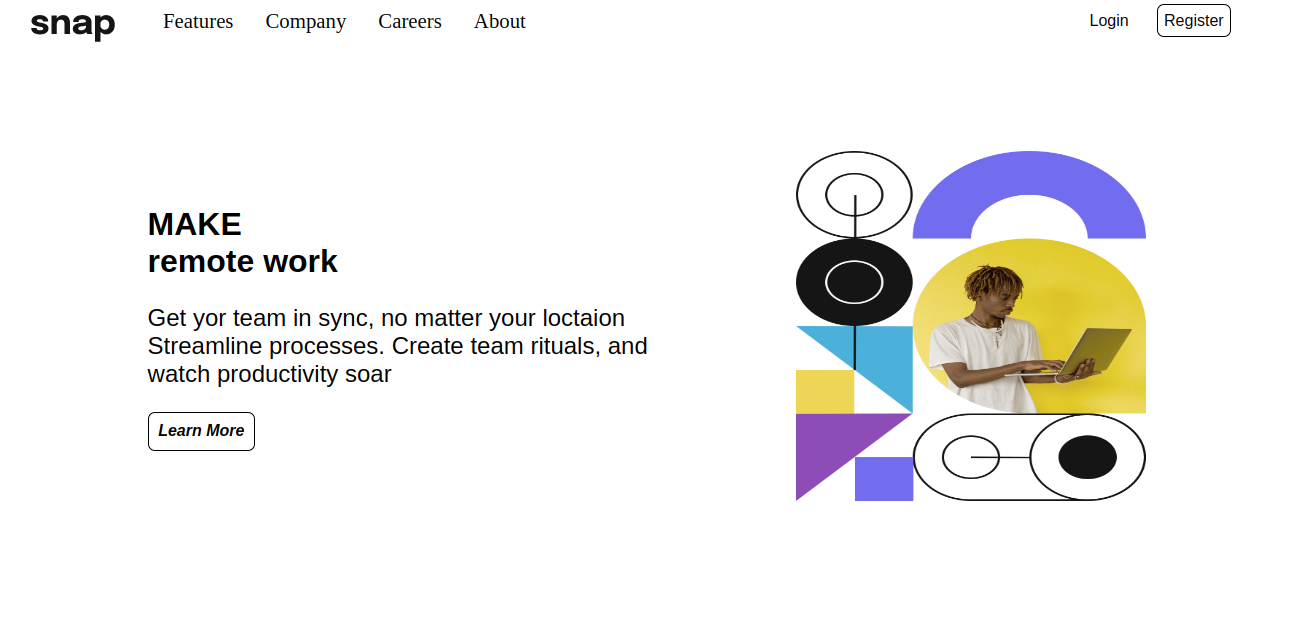 snap Features Company Careers About Login Register
MAKE
remote work
Get yor team in sync, no matter your loctaion
Streamline processes. Create team rituals, and
watch productivity soar
Learn More